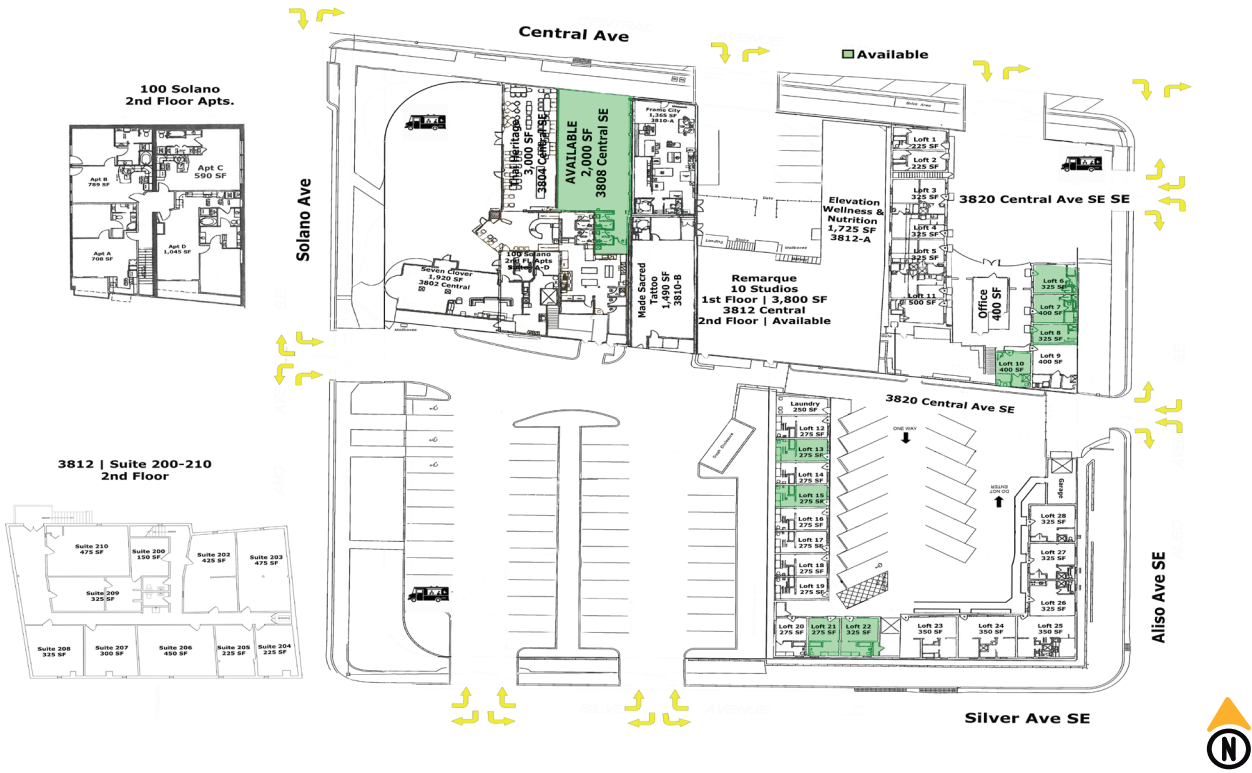 Central Ave
Available
100 Solano
2nd Floor Apts.
Apt B
789 SF
Apt C
590 SF
Apt A
708 SF
Apt D
1,045 SF
Solano Ave
Thai Heritage
3,000 SF
3804 Central SE
AVAILABLE
2,000 SF
3808 Central SE
Frame City
1,365 SF
3810-A
100 Solano
2nd Fl. Apts
Suites A-D
Seven Clover
1,920 SF
3802 Central
Mailboxes
Made Sacred
Tattoo
1,490 SF
3810-B
Gate
Landing
Mailboxes
Elevation
Wellness &
Nutrition
1,725 SF
3812-A
Remarque
10 Studios
1st Floor | 3,800 SF
3812 Central
2nd Floor | Available
Loft 1
225 SF
Loft 2
225 SF
Loft 3
325 SF
Loft 4
325 SF
Loft 5
325 SF
Loft 11
500 SF
3820 Central Ave SE SE
Office
400 SF
Loft 6
325 SF
Loft 7
400 SF
Loft 8
325 SF
Loft 9
400 SF
Loft 10
400 SF
3820 Central Ave SE
Laundry
250 SF
Loft 12
275 SF
Loft 13
275 SF
Loft 14
275 SF
Loft 15
275 SF
Loft 16
275 SF
Loft 17
275 SF
Loft 18
275 SF
Loft 19
275 SF
Loft 20
275 SF
Loft 21
275 SF
Loft 22
325 SF
Loft 23
350 SF
Loft 24
350 SF
Loft 25
350 SF
Loft 26
325 SF
Loft 27
325 SF
Loft 28
325 SF
Garage
ONE WAY
DO NOT
ENTER
3812 | Suite 200-210
2nd Floor
Suite 210
475 SF
Suite 200
150 SF
Suite 202
425 SF
Suite 203
475 SF
Suite 209
325 SF
Suite 208
325 SF
Suite 207
300 SF
Suite 206
450 SF
Suite 205
225 SF
Suite 204
225 SF
Aliso Ave SE
Silver Ave SE
N